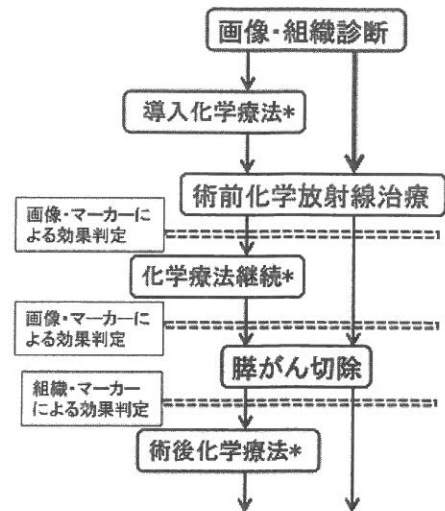 画像・組織診断
導入化学療法*
術前化学放射線治療
画像・マーカーに
よる効果判定
化学療法継続*
画像・マーカーに
よる効果判定
膵がん切除
組織・マーカー
による効果判定
術後化学療法*